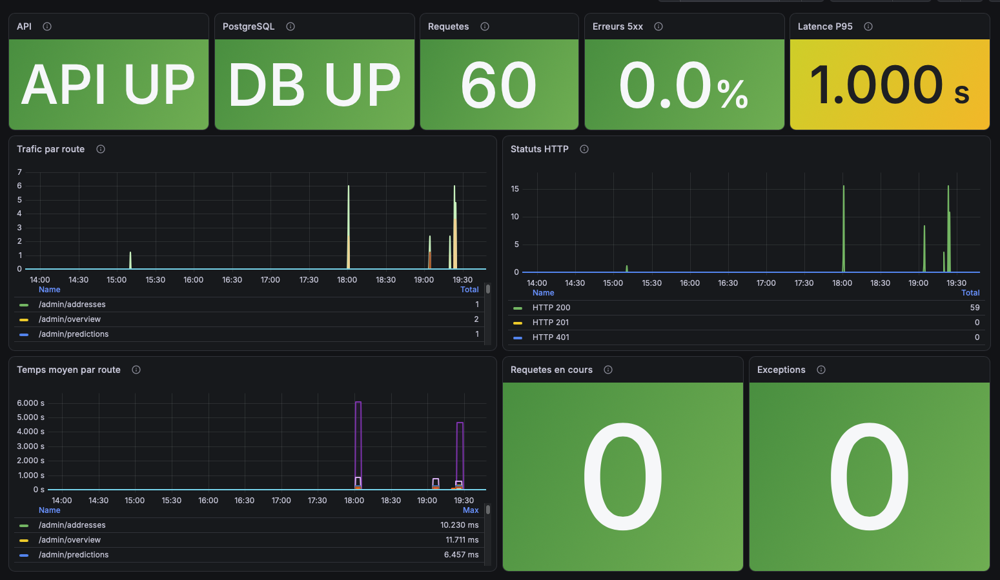 API
PostgreSQL
Requetes
Erreurs 5xx
Latence P95
API UP
DB UP
60
0.0%
1.000 s
Trafic par route
7
6
5
4
3
2
1
0
14:00 14:30 15:00 15:30 16:00 16:30 17:00 17:30 18:00 18:30 19:00 19:30
Name Total
/admin/addresses 1
/admin/overview 2
/admin/predictions 1
Statuts HTTP
15
10
5
0
14:00 14:30 15:00 15:30 16:00 16:30 17:00 17:30 18:00 18:30 19:00 19:30
Name Total
HTTP 200 59
HTTP 201 0
HTTP 401 0
Temps moyen par route
6.000 s
5.000 s
4.000 s
3.000 s
2.000 s
1.000 s
0 s
14:00 14:30 15:00 15:30 16:00 16:30 17:00 17:30 18:00 18:30 19:00 19:30
Name Max
/admin/addresses 10.230 ms
/admin/overview 11.711 ms
/admin/predictions 6.457 ms
Requetes en cours
0
Exceptions
0